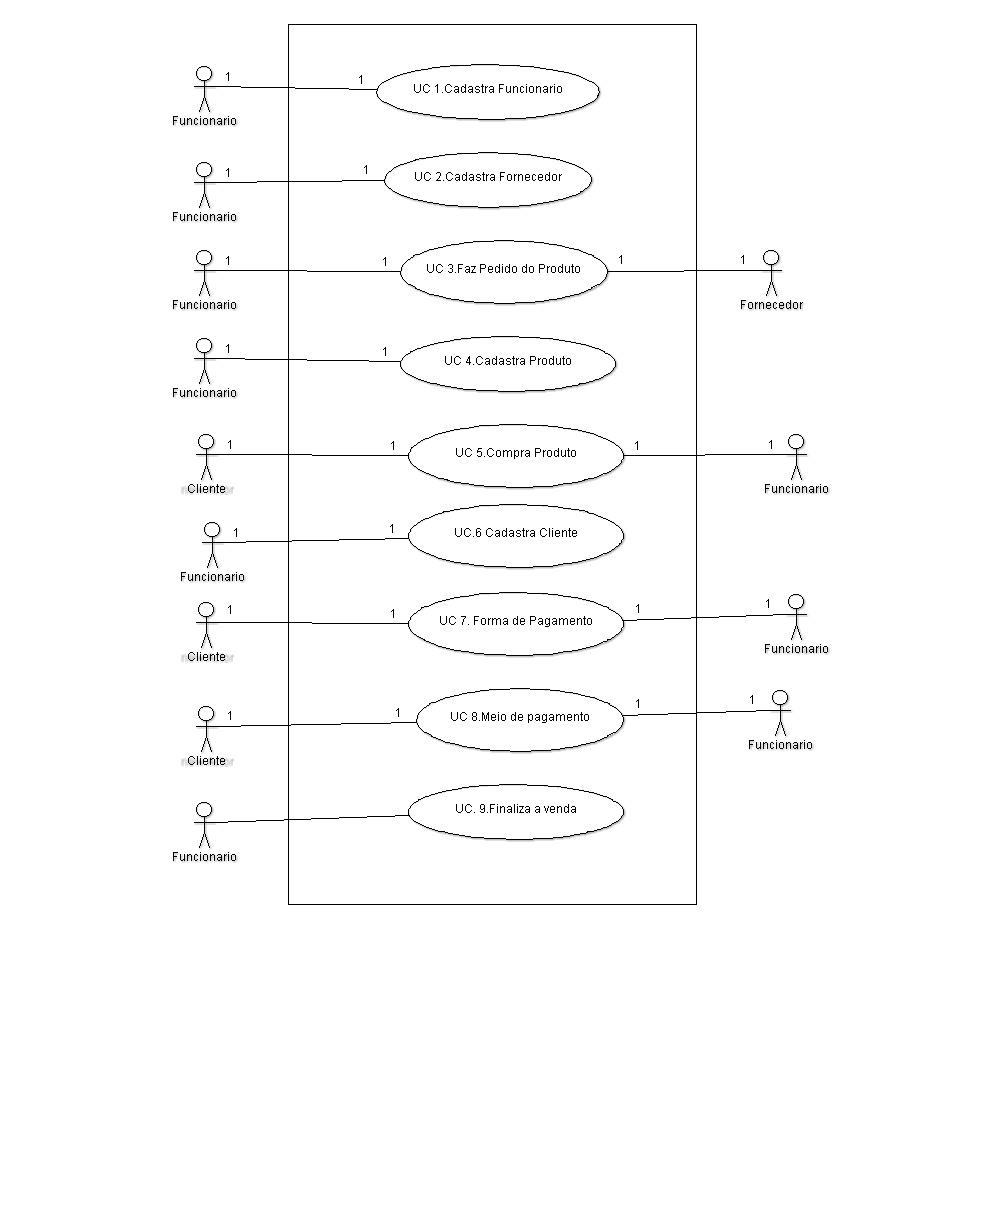 1 1 UC 1.Cadastra Funcionario
Funcionario
1 1 UC 2.Cadastra Fornecedor
Funcionario
1 1 UC 3.Faz Pedido do Produto 1 1
Funcionario Fornecedor
1 1 UC 4.Cadastra Produto
Funcionario
1 1 UC 5.Compra Produto 1 1
Cliente Funcionario
1 1 UC.6 Cadastra Cliente
Funcionario
1 1 UC 7. Forma de Pagamento 1 1
Cliente Funcionario
1 1 UC 8.Meio de pagamento 1 1
Cliente Funcionario
UC. 9.Finaliza a venda
Funcionario